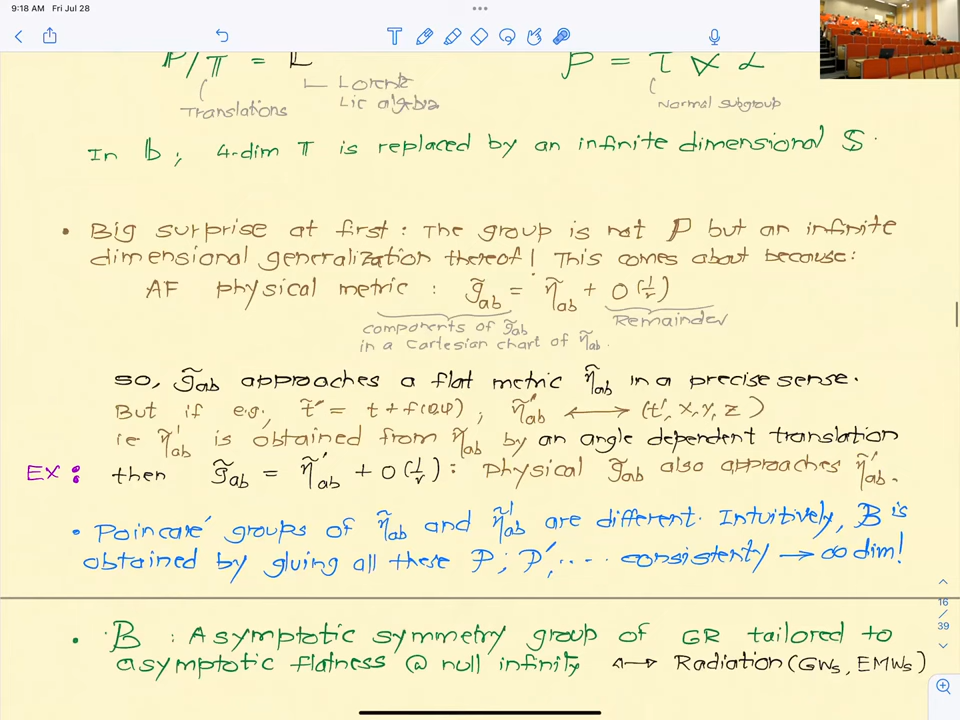 9:18 AM Fri Jul 28
P/T = L
P = T ⋉ L
Lorentz
Lie algebra
Translations
Normal subgroup
In b; 4-dim T is replaced by an infinite dimensional S.
• Big surprise at first: The group is not P but an infinite
dimensional generalization thereof! This comes about because:
AF physical metric: g̃ab = η̃ab + O(1/r)
components of g̃ab
in a Cartesian chart of η̃ab.
Remainder
so, g̃ab approaches a flat metric η̃ab in a precise sense.
But if e.g., t' = t + f(θ,φ), η̃'ab ⟷ (t', x, y, z)
ie η̃'ab is obtained from η̃ab by an angle dependent translation
EX: then g̃ab = η̃'ab + O(1/r): Physical g̃ab also approaches η̃'ab.
• Poincaré groups of η̃ab and η̃'ab are different. Intuitively, B is
obtained by gluing all these P, P', .... consistently → ∞ dim!
• B: Asymptotic symmetry group of GR tailored to
asymptotic flatness @ null infinity ↔ Radiation (GWs, EMWs)
16
/
39